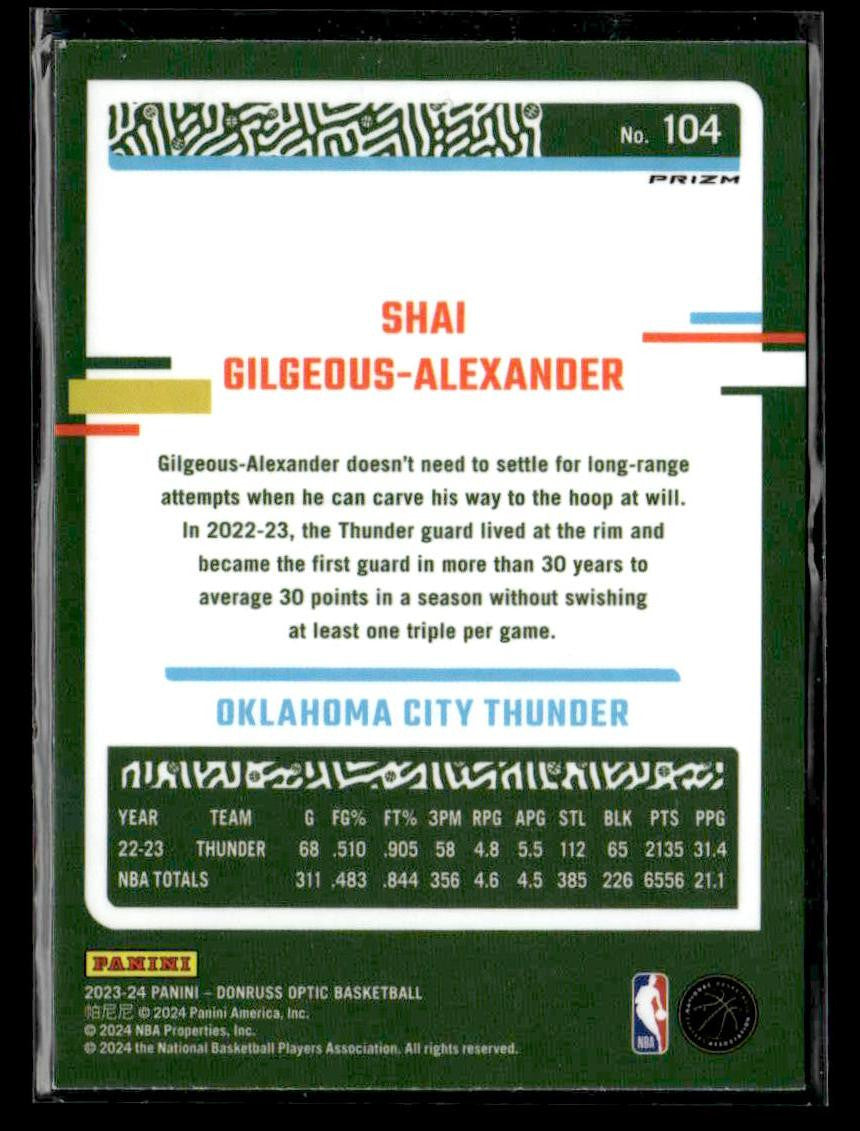 No. 104
PRIZM
SHAI
GILGEOUS-ALEXANDER
Gilgeous-Alexander doesn't need to settle for long-range
attempts when he can carve his way to the hoop at will.
In 2022-23, the Thunder guard lived at the rim and
became the first guard in more than 30 years to
average 30 points in a season without swishing
at least one triple per game.
OKLAHOMA CITY THUNDER
YEAR TEAM G FG% FT% 3PM RPG APG STL BLK PTS PPG
22-23 THUNDER 68 .510 .905 58 4.8 5.5 112 65 2135 31.4
NBA TOTALS 311 .483 .844 356 4.6 4.5 385 226 6556 21.1
PANINI
2023-24 PANINI – DONRUSS OPTIC BASKETBALL
帕尼尼 © 2024 Panini America, Inc.
© 2024 NBA Properties, Inc.
© 2024 the National Basketball Players Association. All rights reserved.
NBA